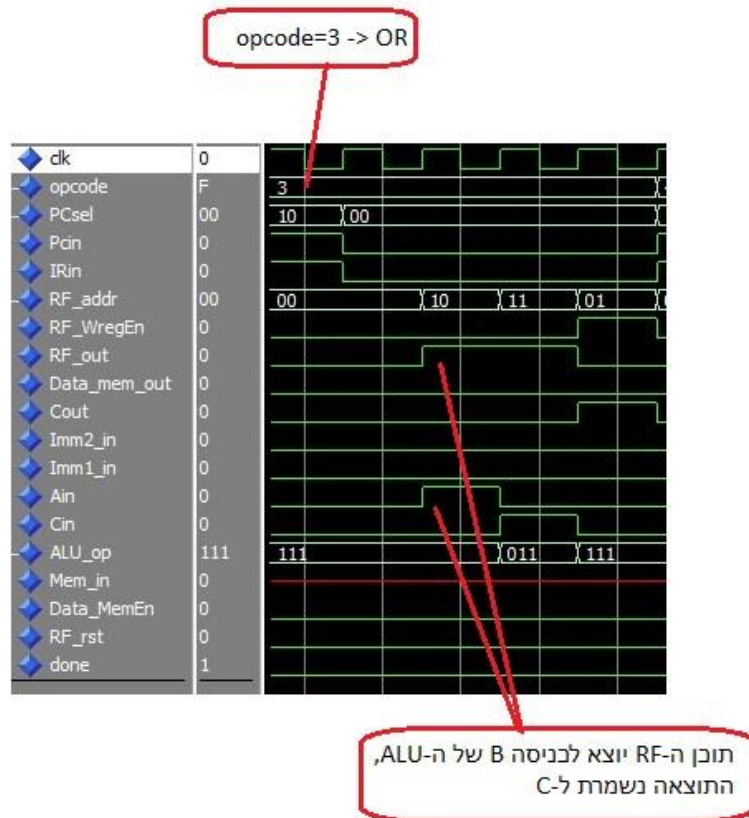 opcode=3 -> OR
clk 0
opcode F 3
PCsel 00 10 00
Pcin 0
IRin 0
RF_addr 00 00 10 11 01
RF_WregEn 0
RF_out 0
Data_mem_out 0
Cout 0
Imm2_in 0
Imm1_in 0
Ain 0
Cin 0
ALU_op 111 111 011 111
Mem_in 0
Data_MemEn 0
RF_rst 0
done 1
תוכן ה-RF יוצא לכניסה B של ה-ALU,
התוצאה נשמרת ל-C